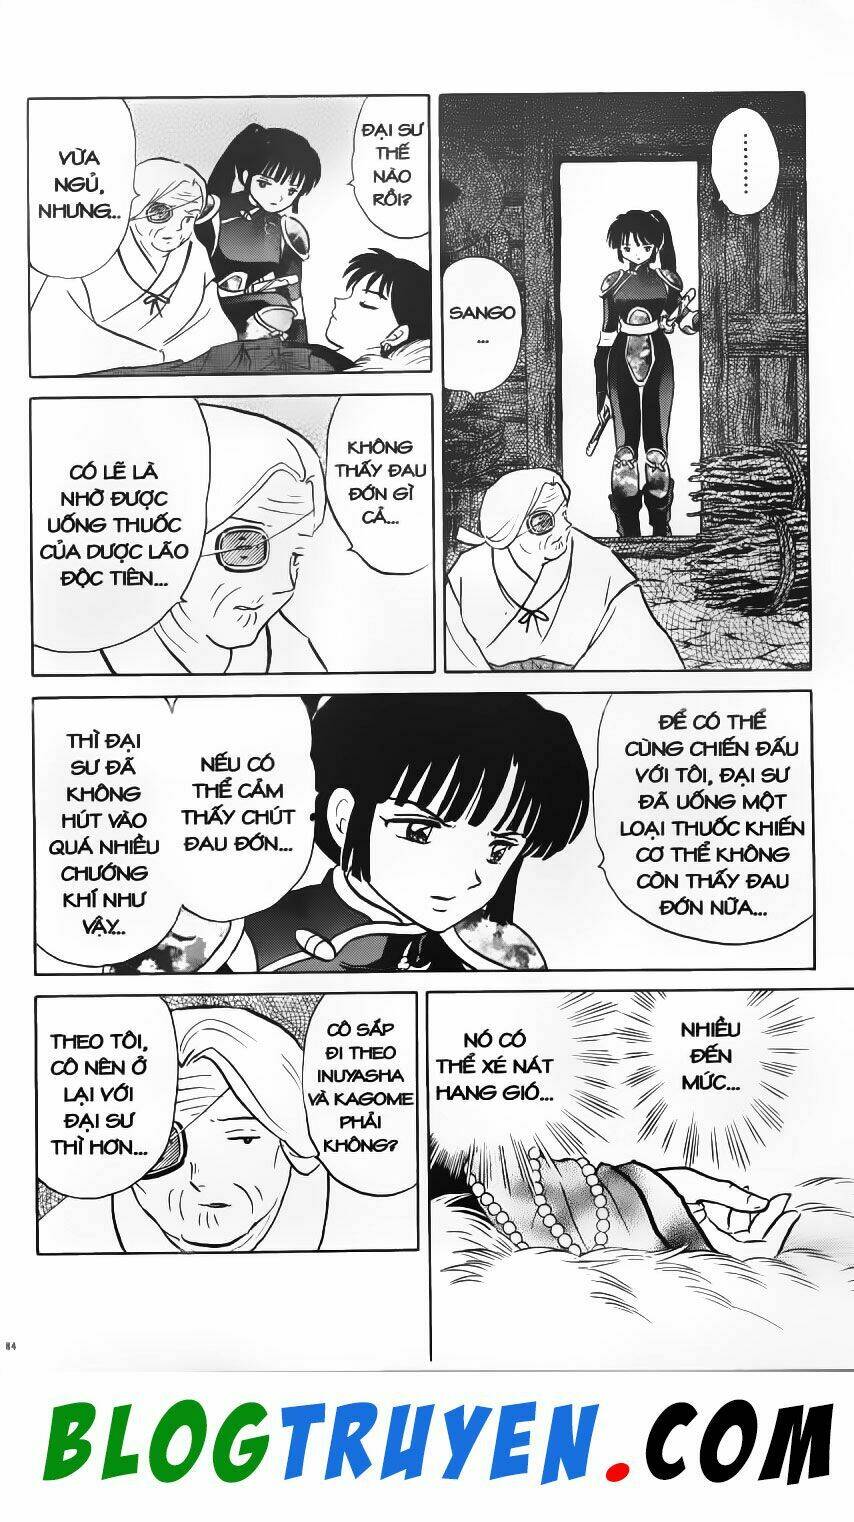 .........
SANGO
...
ĐẠI SƯ
THẾ
NÀO
RỒI?
VỪA
NGỦ,
NHƯNG...
KHÔNG
THẤY ĐAU
ĐỚN GÌ
CẢ...
CÓ LẼ LÀ
NHỜ ĐƯỢC
UỐNG THUỐC
CỦA DƯỢC LÃO
ĐỘC TIÊN...
ĐỂ CÓ THỂ
CÙNG CHIẾN ĐẤU
VỚI TÔI, ĐẠI SƯ
ĐÃ UỐNG MỘT
LOẠI THUỐC KHIẾN
CƠ THỂ KHÔNG
CÒN THẤY ĐAU
ĐỚN NỮA...
NẾU CÓ
THỂ CẢM
THẤY CHÚT
ĐAU ĐỚN...
THÌ ĐẠI
SƯ ĐÃ
KHÔNG
HÚT VÀO
QUÁ NHIỀU
CHƯỚNG
KHÍ NHƯ
VẬY...
NHIỀU
ĐẾN
MỨC...
NÓ CÓ
THỂ XÉ NÁT
HANG GIÓ...
CÔ SẮP
ĐI THEO
INUYASHA
VÀ KAGOME
PHẢI
KHÔNG?
THEO TÔI,
CÔ NÊN Ở
LẠI VỚI
ĐẠI SƯ
THÌ HƠN...
BLOGTRUYEN.COM